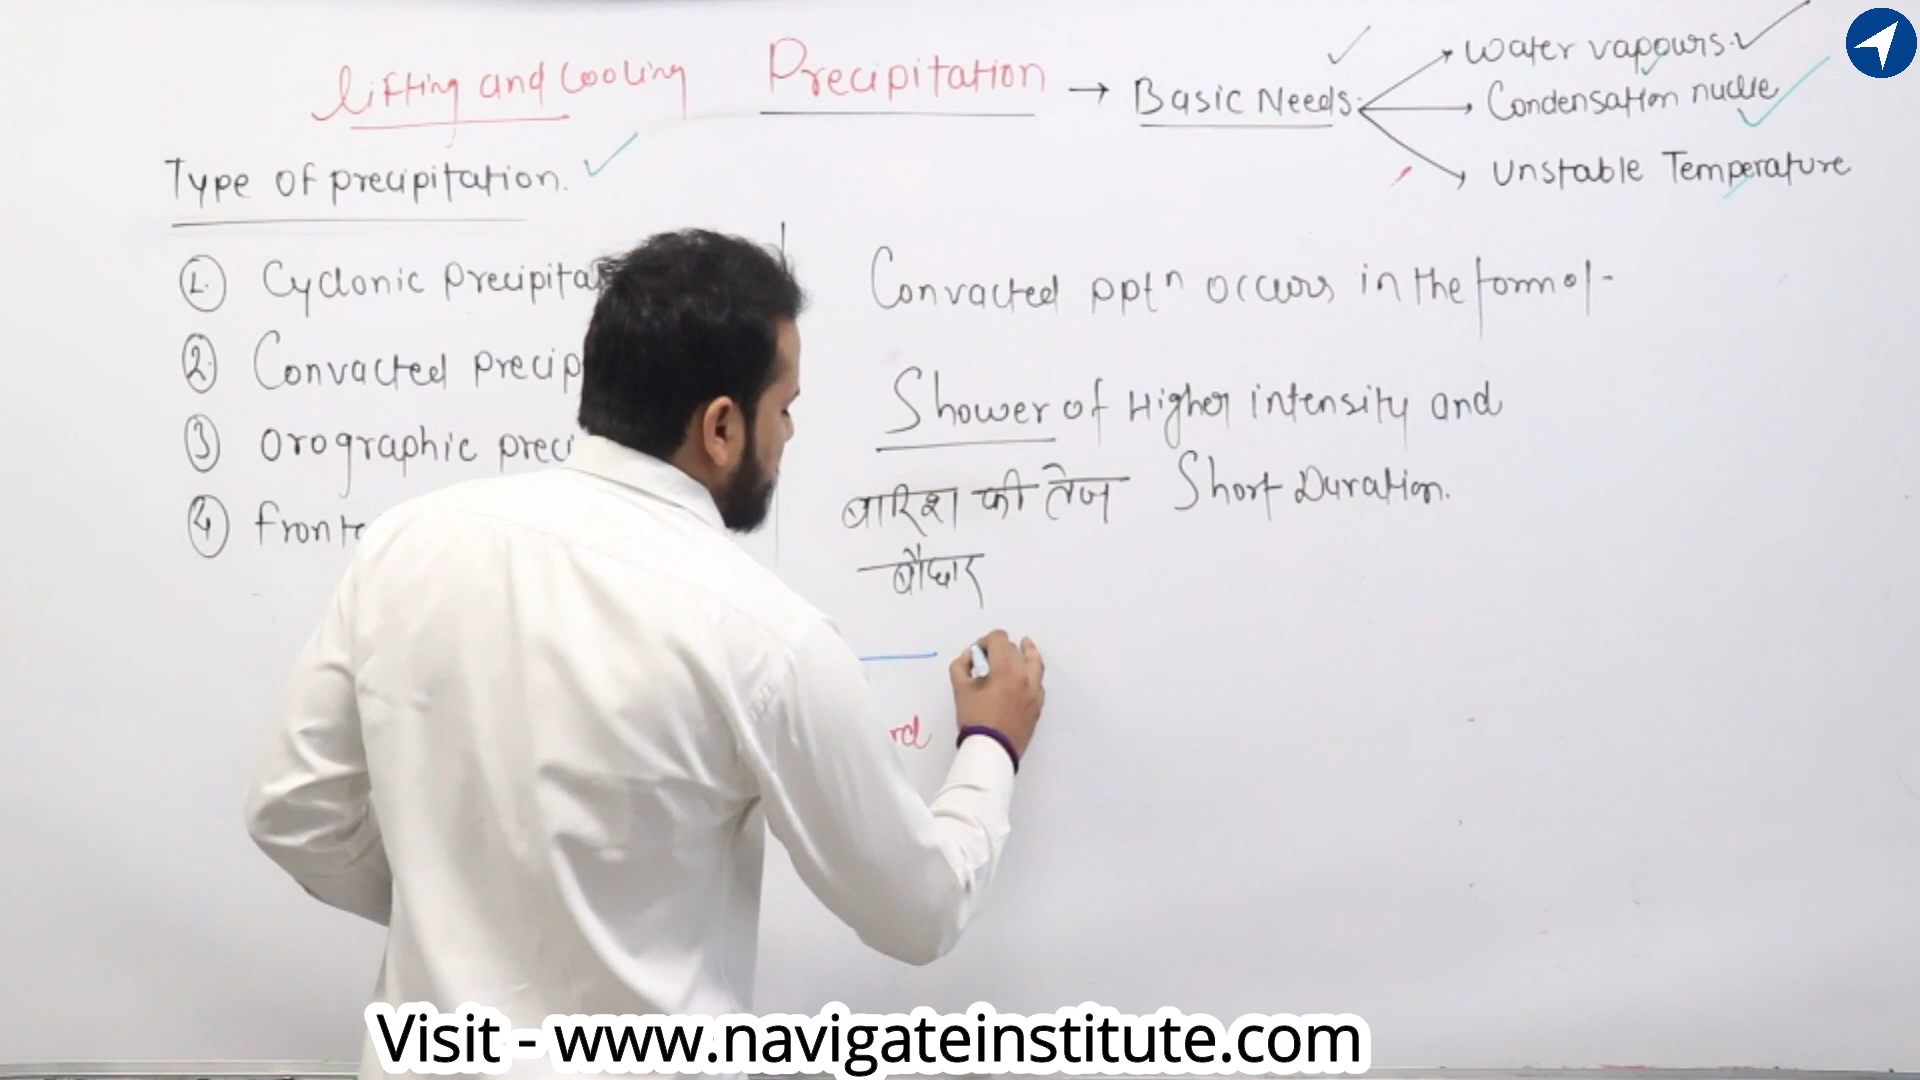 Lifting and Cooling Precipitation → Basic Needs:
Water vapours.
Condensation nuclie
Unstable Temperature
Type of precipitation.
1. Cyclonic precipita
2. Convacted precip
3 orographic preci
4 fronta
Convacted pptⁿ occurs in the form of -
Shower of Higher intensity and
बारिश की तेज Short Duration.
बौछार
rd
Visit - www.navigateinstitute.com